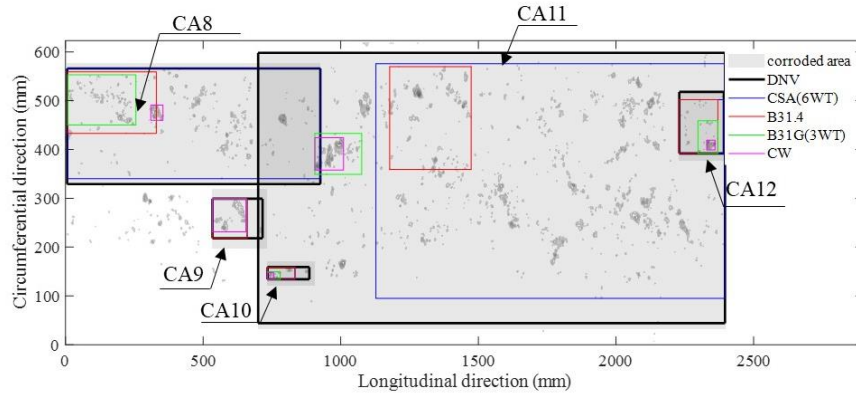 CA8
CA11
600
500
400
300
200
100
0
Circumferential direction (mm)
corroded area
DNV
CSA(6WT)
B31.4
B31G(3WT)
CW
CA12
CA9
CA10
0
500
1000
1500
2000
2500
Longitudinal direction (mm)